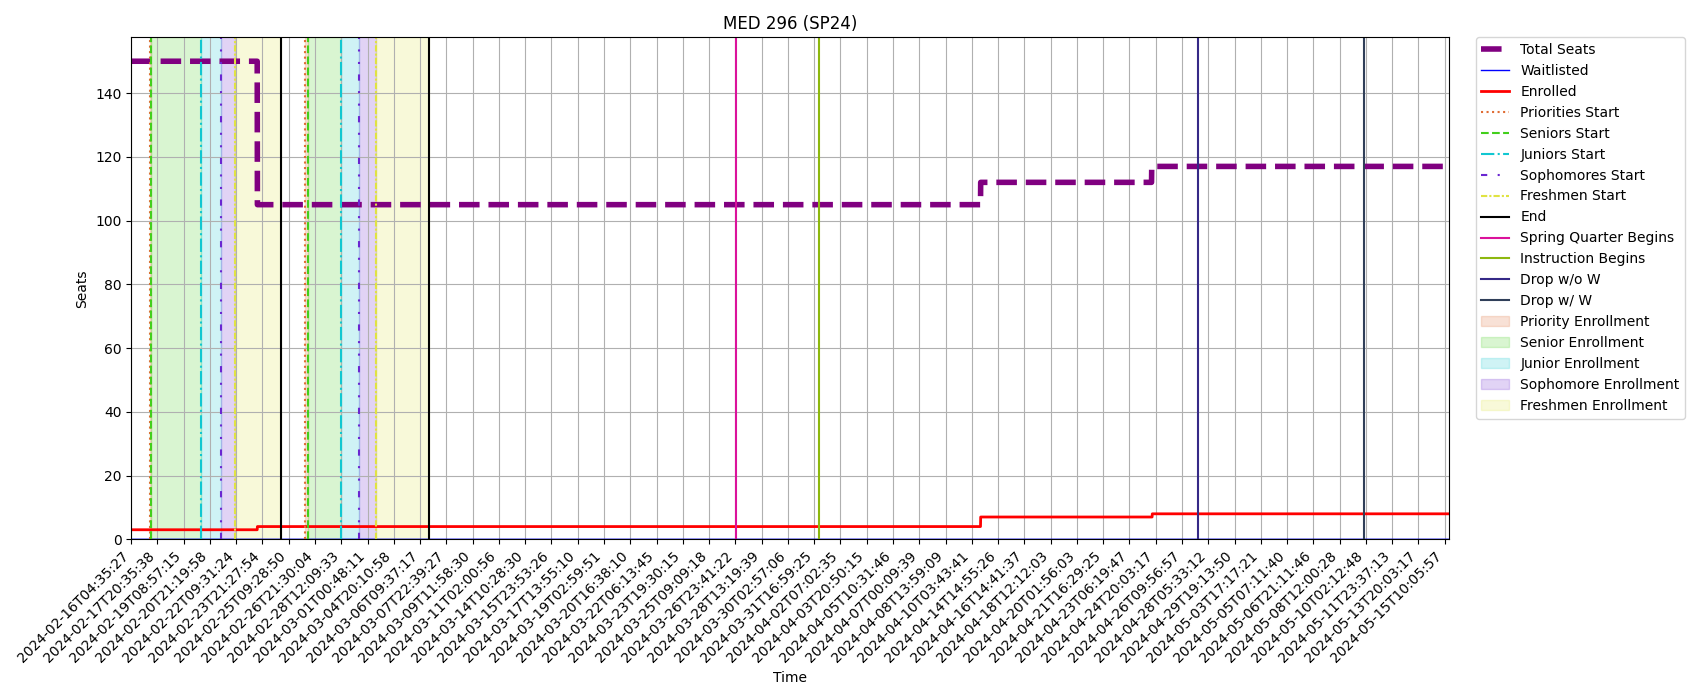 MED 296 (SP24)
Seats
140
120
100
80
60
40
20
0
2024-02-16T04:35:27
2024-02-17T20:35:38
2024-02-19T08:57:15
2024-02-20T21:19:58
2024-02-22T09:31:24
2024-02-23T21:27:54
2024-02-25T09:28:50
2024-02-26T21:30:04
2024-02-28T12:09:33
2024-03-01T00:48:11
2024-03-04T20:10:58
2024-03-06T09:37:17
2024-03-07T22:39:27
2024-03-09T11:58:30
2024-03-11T02:00:56
2024-03-14T10:28:30
2024-03-15T23:53:26
2024-03-17T13:55:10
2024-03-19T02:59:51
2024-03-20T16:38:10
2024-03-22T06:13:45
2024-03-23T19:30:15
2024-03-25T09:09:18
2024-03-26T23:41:22
2024-03-28T13:19:39
2024-03-30T02:57:06
2024-03-31T16:59:25
2024-04-02T07:02:35
2024-04-03T20:50:15
2024-04-05T10:31:46
2024-04-07T00:09:39
2024-04-08T13:59:09
2024-04-10T03:43:41
2024-04-14T14:55:26
2024-04-16T14:41:37
2024-04-18T12:12:03
2024-04-20T01:56:03
2024-04-21T16:29:25
2024-04-23T06:19:47
2024-04-24T20:03:17
2024-04-26T09:56:57
2024-04-28T05:33:12
2024-04-29T19:13:50
2024-05-03T17:17:21
2024-05-05T07:11:40
2024-05-06T21:11:46
2024-05-08T12:00:28
2024-05-10T02:12:48
2024-05-11T23:37:13
2024-05-13T20:03:17
2024-05-15T10:05:57
Time
Total Seats
Waitlisted
Enrolled
Priorities Start
Seniors Start
Juniors Start
Sophomores Start
Freshmen Start
End
Spring Quarter Begins
Instruction Begins
Drop w/o W
Drop w/ W
Priority Enrollment
Senior Enrollment
Junior Enrollment
Sophomore Enrollment
Freshmen Enrollment